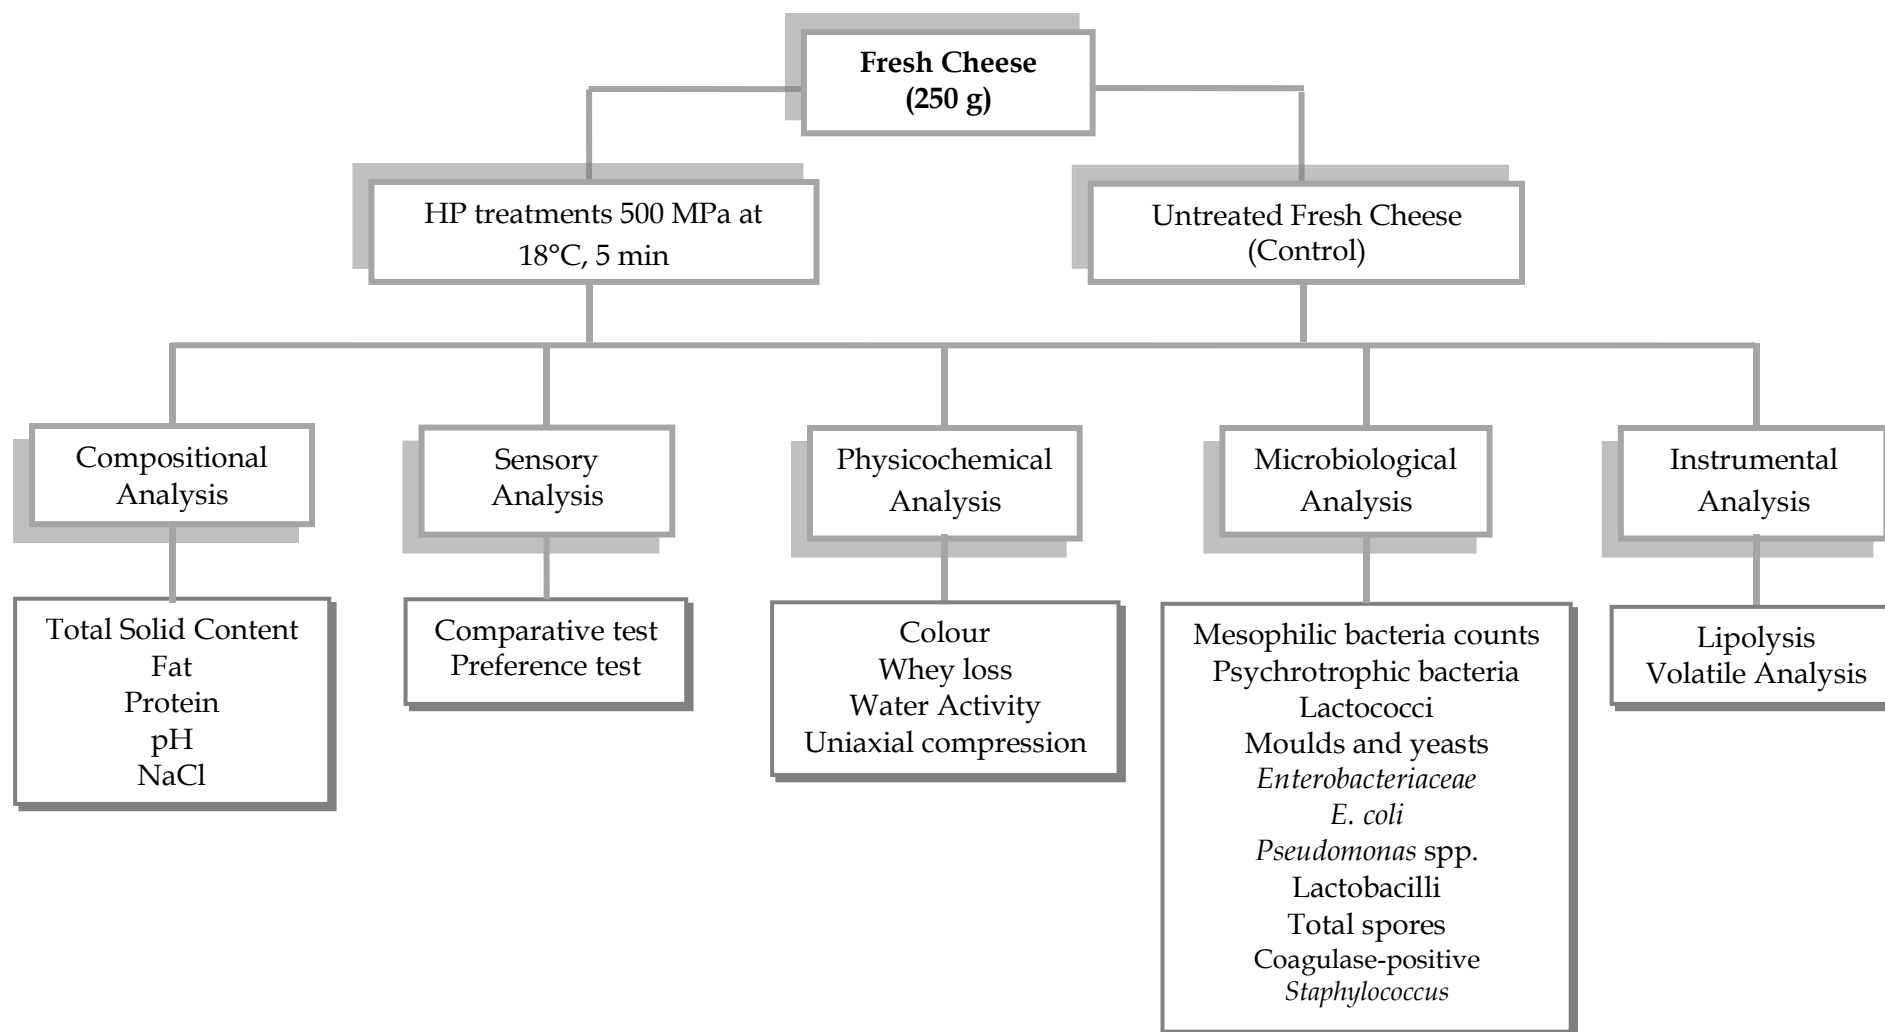 Fresh Cheese
(250 g)
HP treatments 500 MPa at
18°C, 5 min
Untreated Fresh Cheese
(Control)
Compositional
Analysis
Sensory
Analysis
Physicochemical
Analysis
Microbiological
Analysis
Instrumental
Analysis
Total Solid Content
Fat
Protein
pH
NaCl
Comparative test
Preference test
Colour
Whey loss
Water Activity
Uniaxial compression
Mesophilic bacteria counts
Psychrotrophic bacteria
Lactococci
Moulds and yeasts
Enterobacteriaceae
E. coli
Pseudomonas spp.
Lactobacilli
Total spores
Coagulase-positive
Staphylococcus
Lipolysis
Volatile Analysis